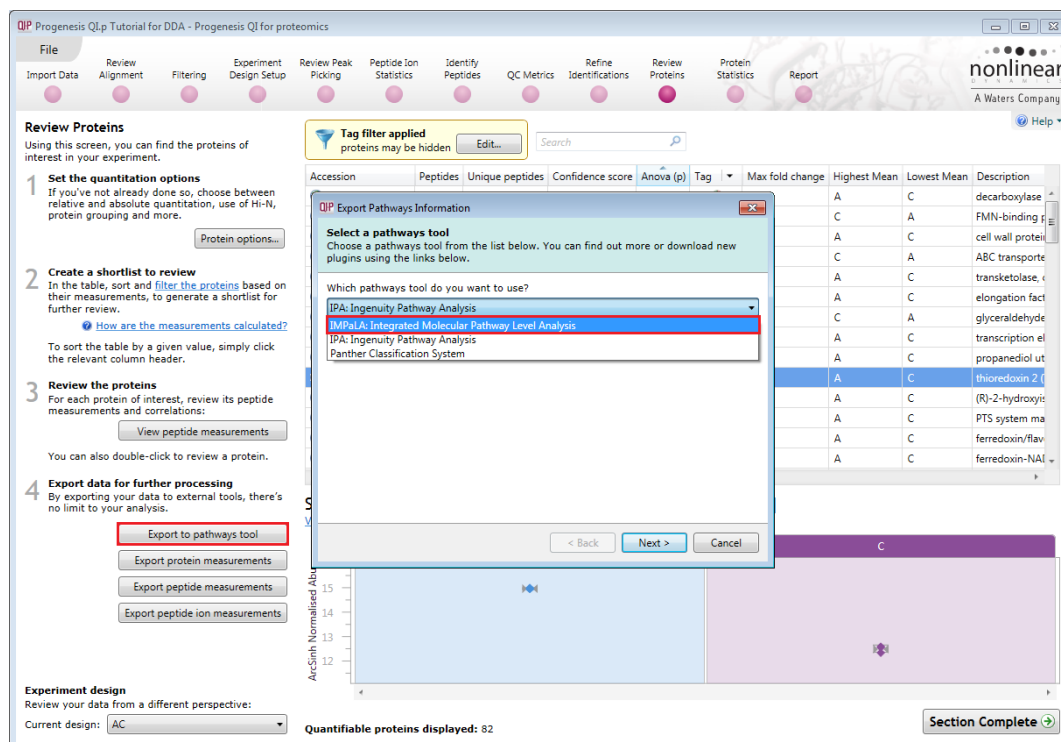 QIP Progenesis QI.p Tutorial for DDA - Progenesis QI for proteomics
File
Import Data
Review Alignment
Filtering
Experiment Design Setup
Review Peak Picking
Peptide Ion Statistics
Identify Peptides
QC Metrics
Refine Identifications
Review Proteins
Protein Statistics
Report
nonlinear
DYNAMICS
A Waters Company
Help
Review Proteins
Using this screen, you can find the proteins of
interest in your experiment.
1 Set the quantitation options
If you've not already done so, choose between
relative and absolute quantitation, use of Hi-N,
protein grouping and more.
Protein options...
2 Create a shortlist to review
In the table, sort and filter the proteins based on
their measurements, to generate a shortlist for
further review.
How are the measurements calculated?
To sort the table by a given value, simply click
the relevant column header.
3 Review the proteins
For each protein of interest, review its peptide
measurements and correlations:
View peptide measurements
You can also double-click to review a protein.
4 Export data for further processing
By exporting your data to external tools, there's
no limit to your analysis.
Export to pathways tool
Export protein measurements
Export peptide measurements
Export peptide ion measurements
Experiment design
Review your data from a different perspective:
Current design: AC
Tag filter applied
proteins may be hidden
Edit...
Search
Accession Peptides Unique peptides Confidence score Anova (p) Tag Max fold change Highest Mean Lowest Mean Description
A C decarboxylase
C A FMN-binding
A C cell wall protei
C A ABC transporte
A C transketolase,
A C elongation fact
C A glyceraldehyde
A C transcription el
A C propanediol ut
A C thioredoxin 2
A C (R)-2-hydroxyis
A C PTS system ma
A C ferredoxin/flav
A C ferredoxin-NAI
QIP Export Pathways Information
Select a pathways tool
Choose a pathways tool from the list below. You can find out more or download new
plugins using the links below.
Which pathways tool do you want to use?
IPA: Ingenuity Pathway Analysis
IMPaLA: Integrated Molecular Pathway Level Analysis
IPA: Ingenuity Pathway Analysis
Panther Classification System
< Back
Next >
Cancel
C
ArcSinh Normalised Abu
15
14
13
12
Quantifiable proteins displayed: 82
Section Complete